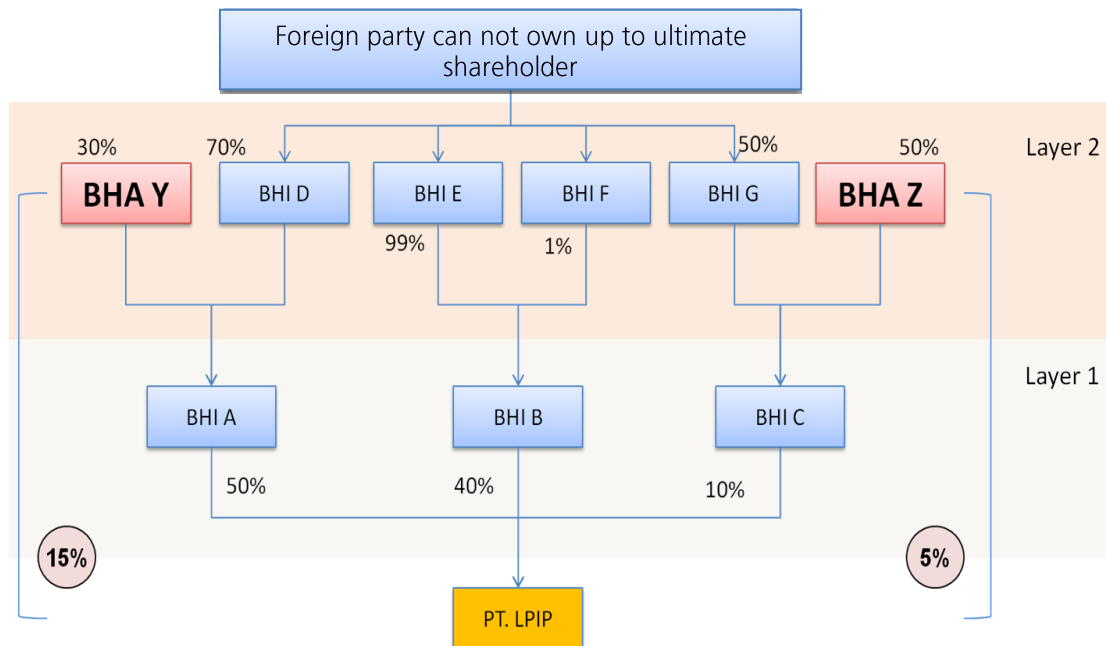 Foreign party can not own up to ultimate
shareholder
30%
70%
50%
50%
Layer 2
BHA Y
BHI D
BHI E
BHI F
BHI G
BHA Z
99%
1%
Layer 1
BHI A
BHI B
BHI C
50%
40%
10%
15%
5%
PT. LPIP